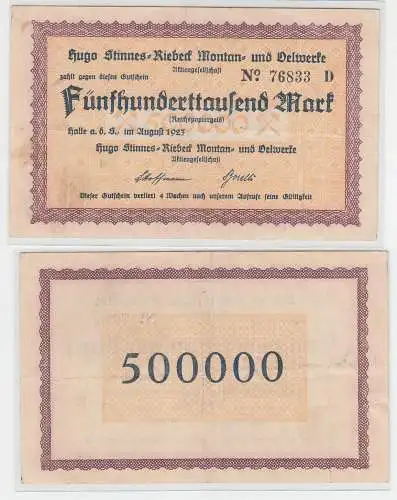 Hugo Stinnes-Riebeck Montan- und Oelwerke
Aktiengesellschaft
zahlt gegen diesen Gutschein
No 76833 D
Fünfhunderttausend Mark
(Reichspapiergeld)
Halle a. d. S., im August 1923
Hugo Stinnes-Riebeck Montan- und Oelwerke
Aktiengesellschaft
Dieser Gutschein verliert 4 Wochen nach unserem Aufrufe seine Gültigkeit
500000